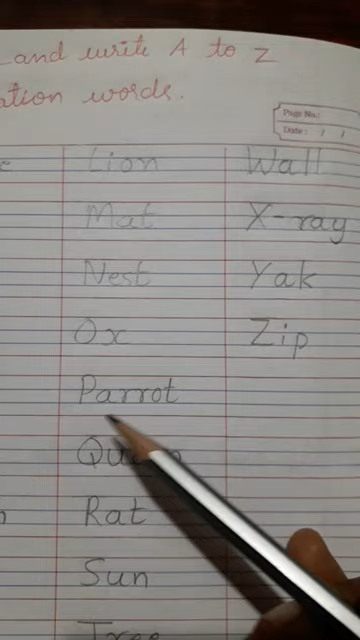 and write A to Z
ation words.
Page No.:
Date: / /
Lion
Mat
Nest
Ox
Parrot
Rat
Sun
Tree
Wall
X-ray
Yak
Zip